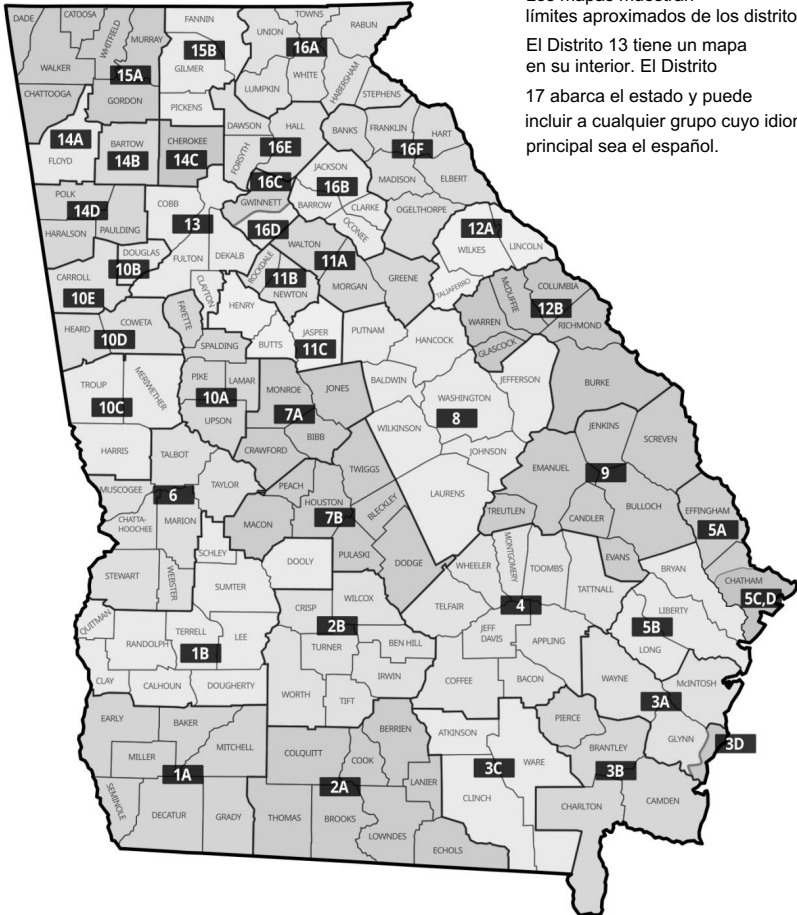 límites aproximados de los distrito
El Distrito 13 tiene un mapa
en su interior. El Distrito
17 abarca el estado y puede
incluir a cualquier grupo cuyo idior
principal sea el español.
DADE
CATOOSA
WHITFIELD
MURRAY
FANNIN
UNION
TOWNS
RABUN
15B
16A
WALKER
15A
GILMER
WHITE
HABERSHAM
CHATTOOGA
GORDON
LUMPKIN
STEPHENS
PICKENS
DAWSON
HALL
BANKS
FRANKLIN
HART
14A
BARTOW
CHEROKEE
16E
16F
FLOYD
14B
14C
FORSYTH
JACKSON
MADISON
ELBERT
16C
16B
POLK
COBB
GWINNETT
BARROW
CLARKE
OGELTHORPE
14D
13
16D
OCONEE
12A
HARALSON
PAULDING
WALTON
WILKES
LINCOLN
DOUGLAS
FULTON
DEKALB
ROCKDALE
11A
10B
11B
CARROLL
NEWTON
MORGAN
GREENE
TALIAFERRO
McDUFFIE
COLUMBIA
10E
CLAYTON
HENRY
12B
FAYETTE
JASPER
PUTNAM
WARREN
RICHMOND
HEARD
COWETA
10D
SPALDING
BUTTS
11C
HANCOCK
GLASCOCK
TROUP
MERIWETHER
PIKE
LAMAR
MONROE
JONES
BALDWIN
JEFFERSON
BURKE
10C
10A
7A
WASHINGTON
UPSON
8
BIBB
WILKINSON
JENKINS
SCREVEN
HARRIS
TALBOT
CRAWFORD
JOHNSON
TWIGGS
EMANUEL
9
MUSCOGEE
6
TAYLOR
PEACH
HOUSTON
BLECKLEY
LAURENS
TREUTLEN
CANDLER
BULLOCH
EFFINGHAM
CHATTA-
HOOCHEE
MARION
MACON
7B
5A
SCHLEY
DOOLY
PULASKI
DODGE
WHEELER
MONTGOMERY
TOOMBS
EVANS
BRYAN
STEWART
WEBSTER
SUMTER
TATTNALL
CHATHAM
CRISP
WILCOX
TELFAIR
4
LIBERTY
5C,D
QUITMAN
TERRELL
LEE
2B
JEFF
DAVIS
APPLING
5B
RANDOLPH
1B
TURNER
BEN HILL
LONG
CLAY
CALHOUN
DOUGHERTY
WORTH
IRWIN
TIFT
COFFEE
BACON
WAYNE
McINTOSH
3A
EARLY
BAKER
BERRIEN
PIERCE
MITCHELL
COLQUITT
COOK
ATKINSON
GLYNN
MILLER
BRANTLEY
3D
1A
2A
LANIER
3C
WARE
3B
SEMINOLE
CLINCH
CHARLTON
CAMDEN
DECATUR
GRADY
THOMAS
BROOKS
LOWNDES
ECHOLS